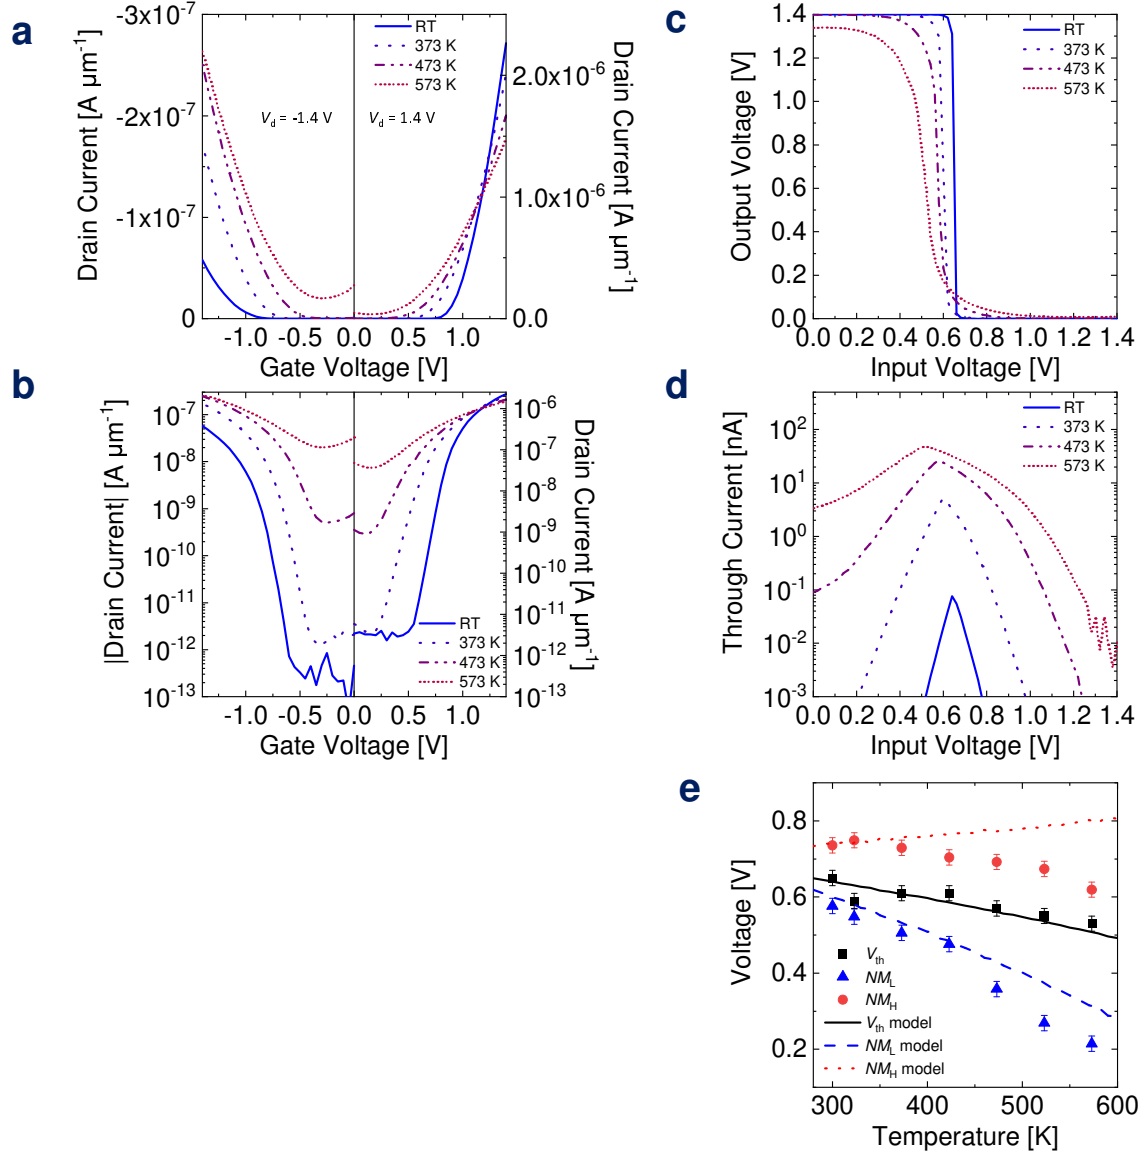 a
Drain Current [A μm⁻¹]
-3x10⁻⁷
-2x10⁻⁷
-1x10⁻⁷
0
RT
373 K
473 K
573 K
V_d = -1.4 V
V_d = 1.4 V
2.0x10⁻⁶
1.0x10⁻⁶
0.0
Drain Current
[A μm⁻¹]
-1.0 -0.5 0.0 0.5 1.0
Gate Voltage [V]
c
Output Voltage [V]
1.4
1.2
1.0
0.8
0.6
0.4
0.2
0.0
RT
373 K
473 K
573 K
0.0 0.2 0.4 0.6 0.8 1.0 1.2 1.4
Input Voltage [V]
b
|Drain Current| [A μm⁻¹]
10⁻⁷
10⁻⁸
10⁻⁹
10⁻¹⁰
10⁻¹¹
10⁻¹²
10⁻¹³
RT
373 K
473 K
573 K
10⁻⁶
10⁻⁷
10⁻⁸
10⁻⁹
10⁻¹⁰
10⁻¹¹
10⁻¹²
10⁻¹³
Drain Current [A μm⁻¹]
-1.0 -0.5 0.0 0.5 1.0
Gate Voltage [V]
d
Through Current [nA]
10²
10¹
10⁰
10⁻¹
10⁻²
10⁻³
RT
373 K
473 K
573 K
0.0 0.2 0.4 0.6 0.8 1.0 1.2 1.4
Input Voltage [V]
e
Voltage [V]
0.8
0.6
0.4
0.2
V_th
NM_L
NM_H
V_th model
NM_L model
NM_H model
300 400 500 600
Temperature [K]